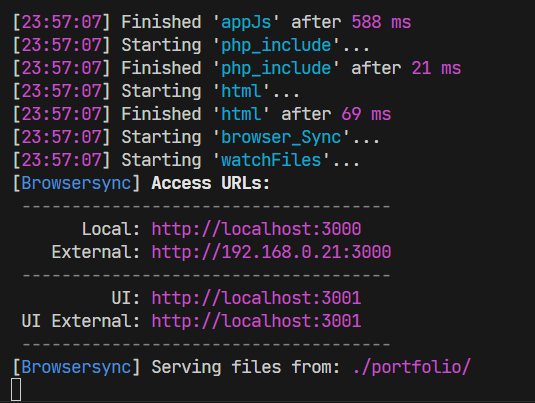 [23:57:07] Finished 'appJs' after 588 ms
[23:57:07] Starting 'php_include'...
[23:57:07] Finished 'php_include' after 21 ms
[23:57:07] Starting 'html'...
[23:57:07] Finished 'html' after 69 ms
[23:57:07] Starting 'browser_Sync'...
[23:57:07] Starting 'watchFiles'...
[Browsersync] Access URLs:
-------------------------------------
Local: http://localhost:3000
External: http://192.168.0.21:3000
-------------------------------------
UI: http://localhost:3001
UI External: http://localhost:3001
-------------------------------------
[Browsersync] Serving files from: ./portfolio/